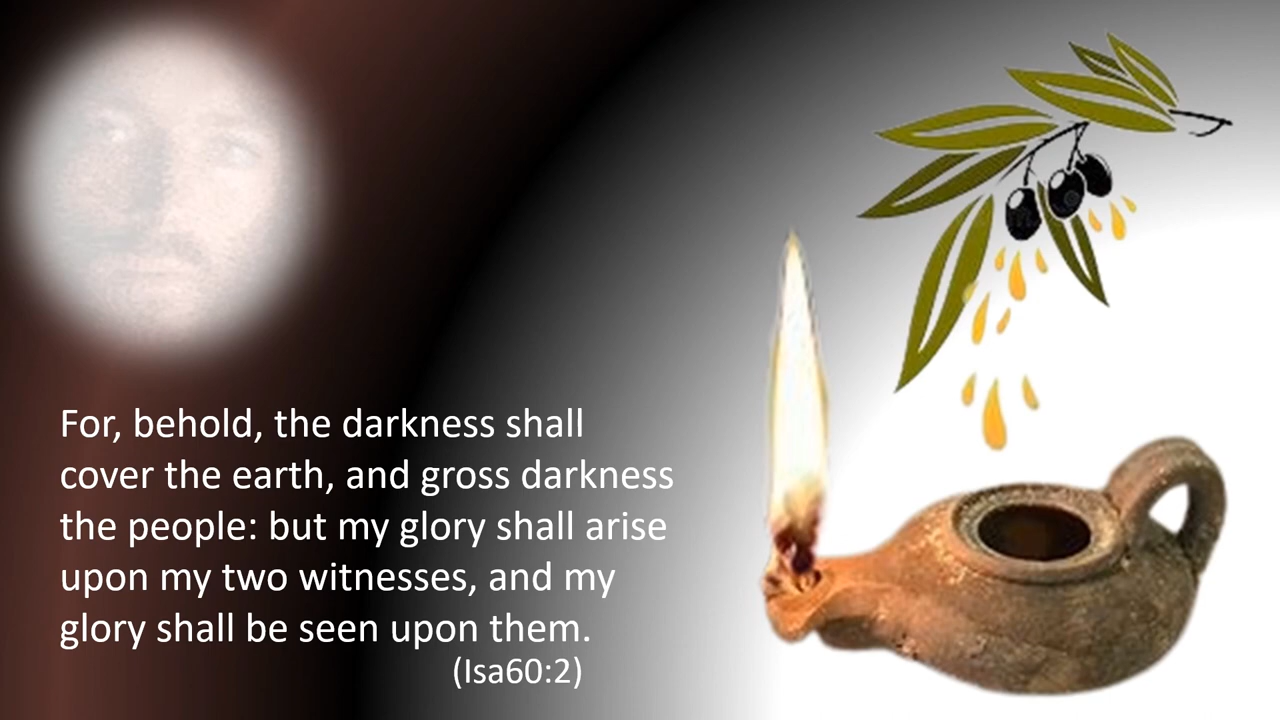 For, behold, the darkness shall
cover the earth, and gross darkness
the people: but my glory shall arise
upon my two witnesses, and my
glory shall be seen upon them.
(Isa60:2)